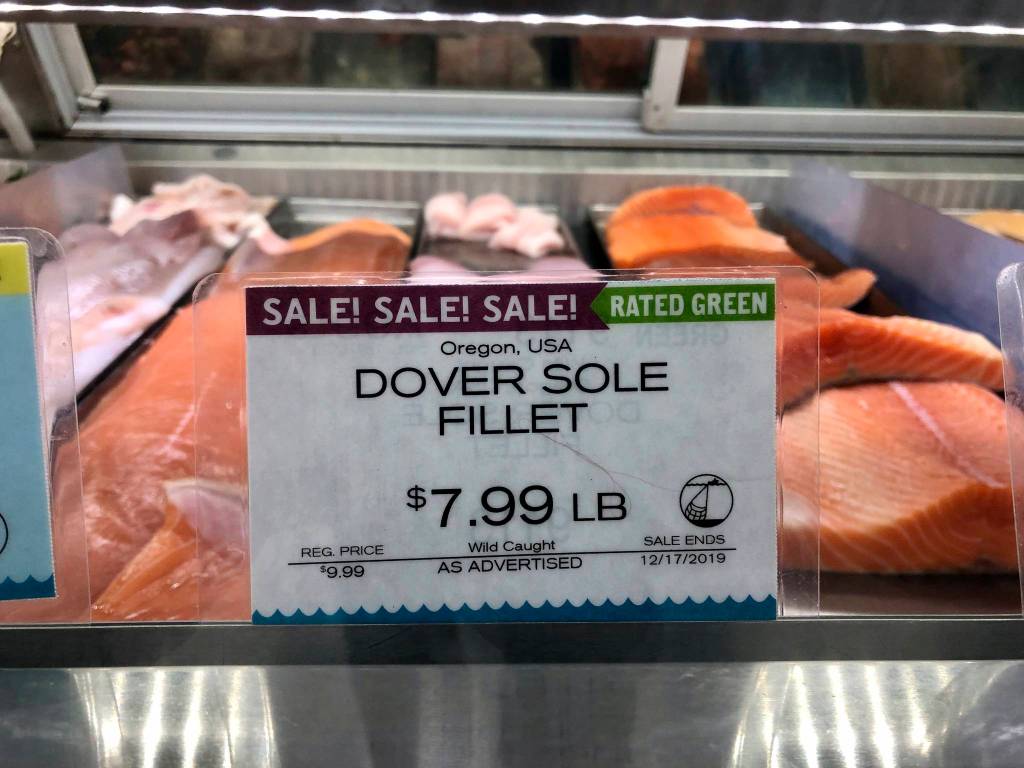 SALE! SALE! SALE! RATED GREEN
Oregon, USA
DOVER SOLE
FILLET
$7.99 LB
REG. PRICE
$9.99
Wild Caught
AS ADVERTISED
SALE ENDS
12/17/2019